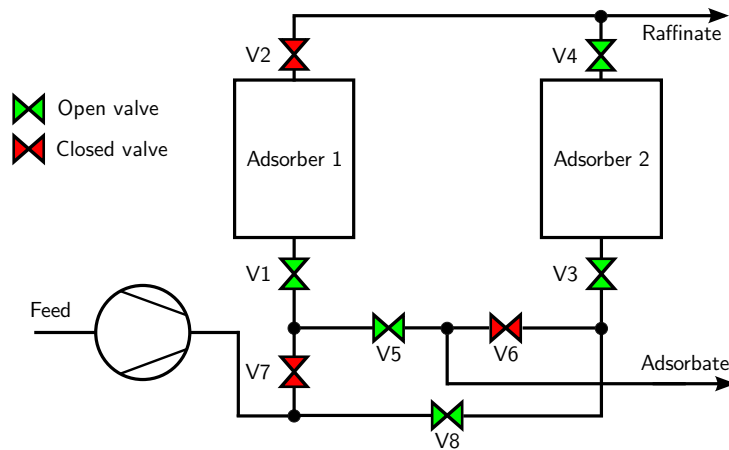 Raffinate
V2
V4
Open valve
Closed valve
Adsorber 1
Adsorber 2
V1
V3
Feed
V5
V6
V7
Adsorbate
V8